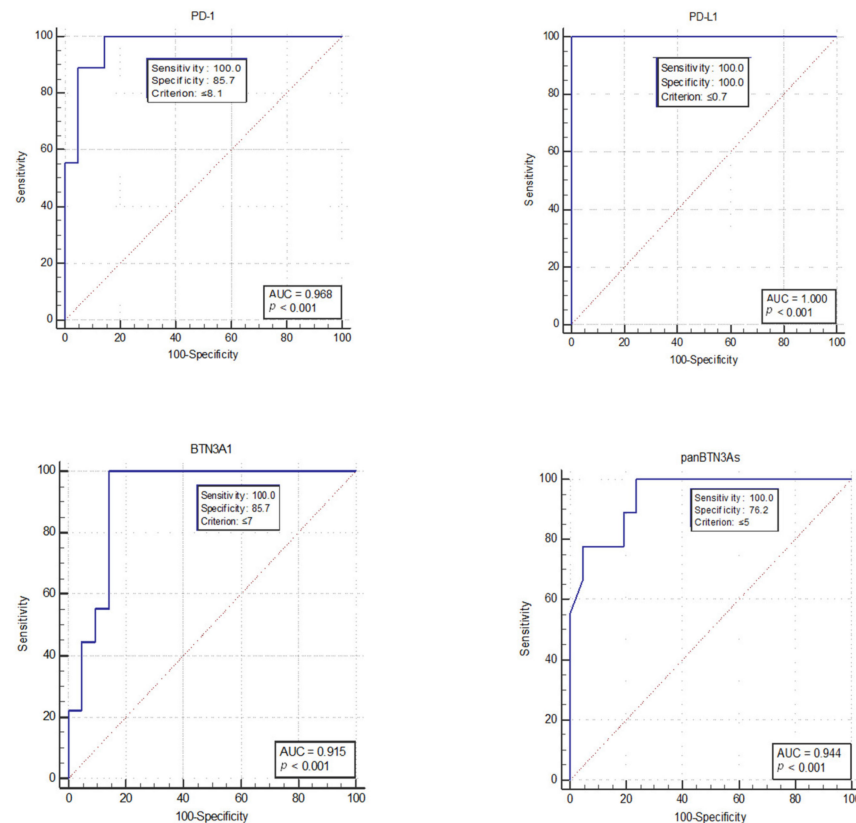 PD-1
100
80
60
40
20
0
Sensitivity
Sensitivity: 100.0
Specificity: 85.7
Criterion: ≤8.1
AUC = 0.968
p < 0.001
0 20 40 60 80 100
100-Specificity
PD-L1
100
80
60
40
20
0
Sensitivity
Sensitivity: 100.0
Specificity: 100.0
Criterion: ≤0.7
AUC = 1.000
p < 0.001
0 20 40 60 80 100
100-Specificity
BTN3A1
100
80
60
40
20
0
Sensitivity
Sensitivity: 100.0
Specificity: 85.7
Criterion: ≤7
AUC = 0.915
p < 0.001
0 20 40 60 80 100
100-Specificity
panBTN3As
100
80
60
40
20
0
Sensitivity
Sensitivity: 100.0
Specificity: 76.2
Criterion: ≤5
AUC = 0.944
p < 0.001
0 20 40 60 80 100
100-Specificity